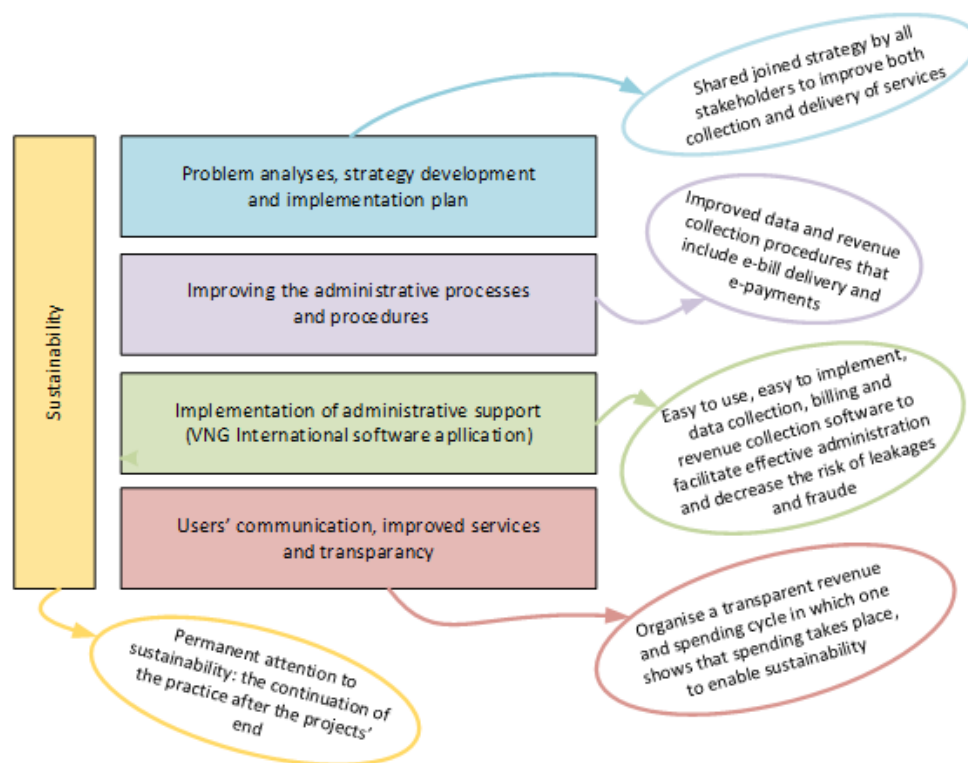 Shared joined strategy by all
stakeholders to improve both
collection and delivery of services
Problem analyses, strategy development
and implementation plan
Improved data and revenue
collection procedures that
include e-bill delivery and
e-payments
Improving the administrative processes
and procedures
Sustainability
Implementation of administrative support
(VNG International software apllication)
Easy to use, easy to implement,
data collection, billing and
revenue collection software to
facilitate effective administration
and decrease the risk of leakages
and fraude
Users' communication, improved services
and transparancy
Organise a transparent revenue
and spending cycle in which one
shows that spending takes place,
to enable sustainability
Permanent attention to
sustainability: the continuation of
the practice after the projects'
end